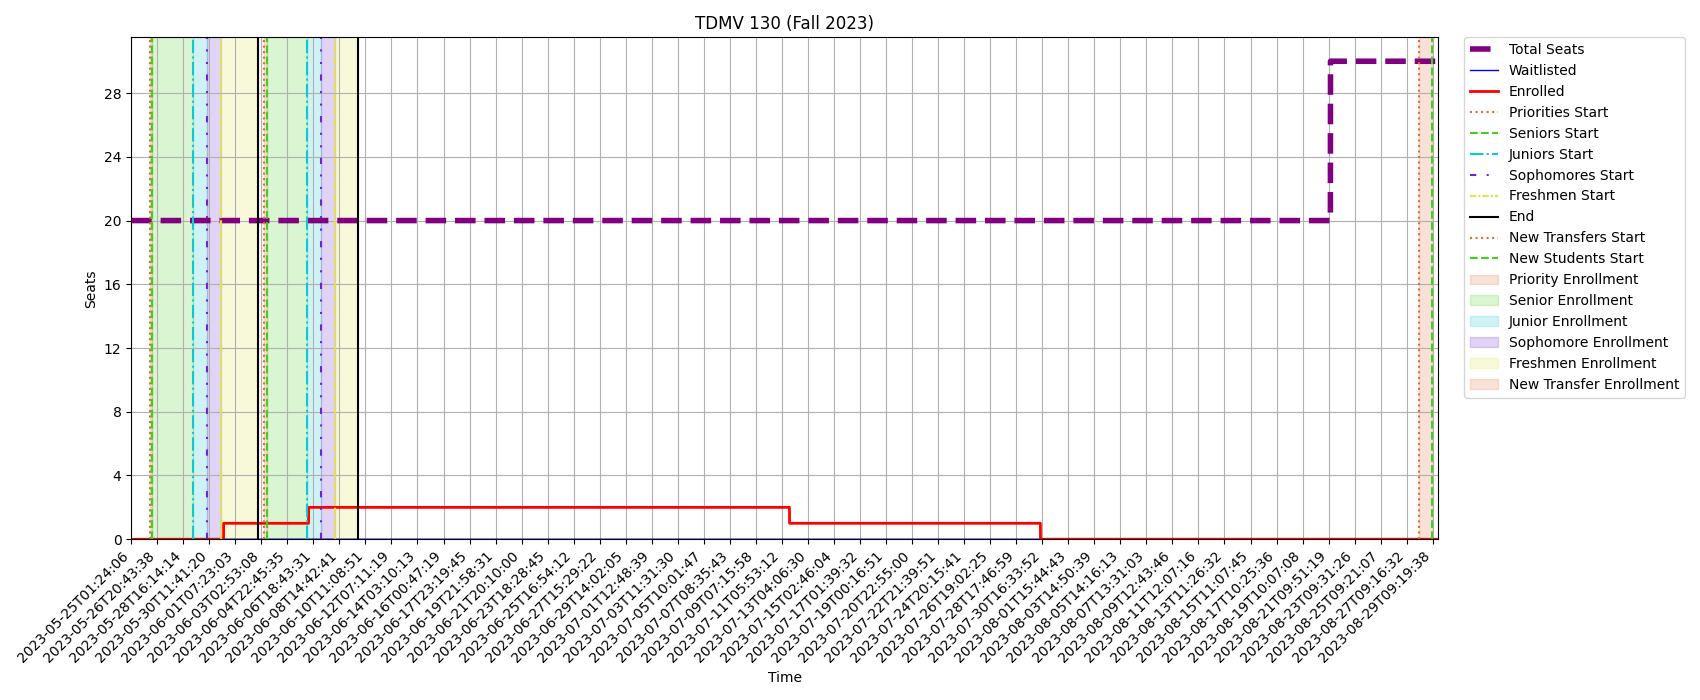 TDMV 130 (Fall 2023)
Seats
28
24
20
16
12
8
4
0
2023-05-25T01:24:06
2023-05-26T20:43:38
2023-05-28T16:14:14
2023-05-30T11:41:20
2023-06-01T07:23:03
2023-06-03T02:53:08
2023-06-04T22:45:35
2023-06-06T18:43:31
2023-06-08T14:42:41
2023-06-10T11:08:51
2023-06-12T07:11:19
2023-06-14T03:10:13
2023-06-16T00:47:19
2023-06-17T23:19:45
2023-06-19T21:58:31
2023-06-21T20:10:00
2023-06-23T18:28:45
2023-06-25T16:54:12
2023-06-27T15:29:22
2023-06-29T14:02:05
2023-07-01T12:48:39
2023-07-03T11:31:30
2023-07-05T10:01:47
2023-07-07T08:35:43
2023-07-09T07:15:58
2023-07-11T05:53:12
2023-07-13T04:06:30
2023-07-15T02:46:04
2023-07-17T01:39:32
2023-07-19T00:16:51
2023-07-20T22:55:00
2023-07-22T21:39:51
2023-07-24T20:15:41
2023-07-26T19:02:25
2023-07-28T17:46:59
2023-07-30T16:33:52
2023-08-01T15:44:43
2023-08-03T14:50:39
2023-08-05T14:16:13
2023-08-07T13:31:03
2023-08-09T12:43:46
2023-08-11T12:07:16
2023-08-13T11:26:32
2023-08-15T11:07:45
2023-08-17T10:25:36
2023-08-19T10:07:08
2023-08-21T09:51:19
2023-08-23T09:31:26
2023-08-25T09:21:07
2023-08-27T09:16:32
2023-08-29T09:19:38
Time
Total Seats
Waitlisted
Enrolled
Priorities Start
Seniors Start
Juniors Start
Sophomores Start
Freshmen Start
End
New Transfers Start
New Students Start
Priority Enrollment
Senior Enrollment
Junior Enrollment
Sophomore Enrollment
Freshmen Enrollment
New Transfer Enrollment